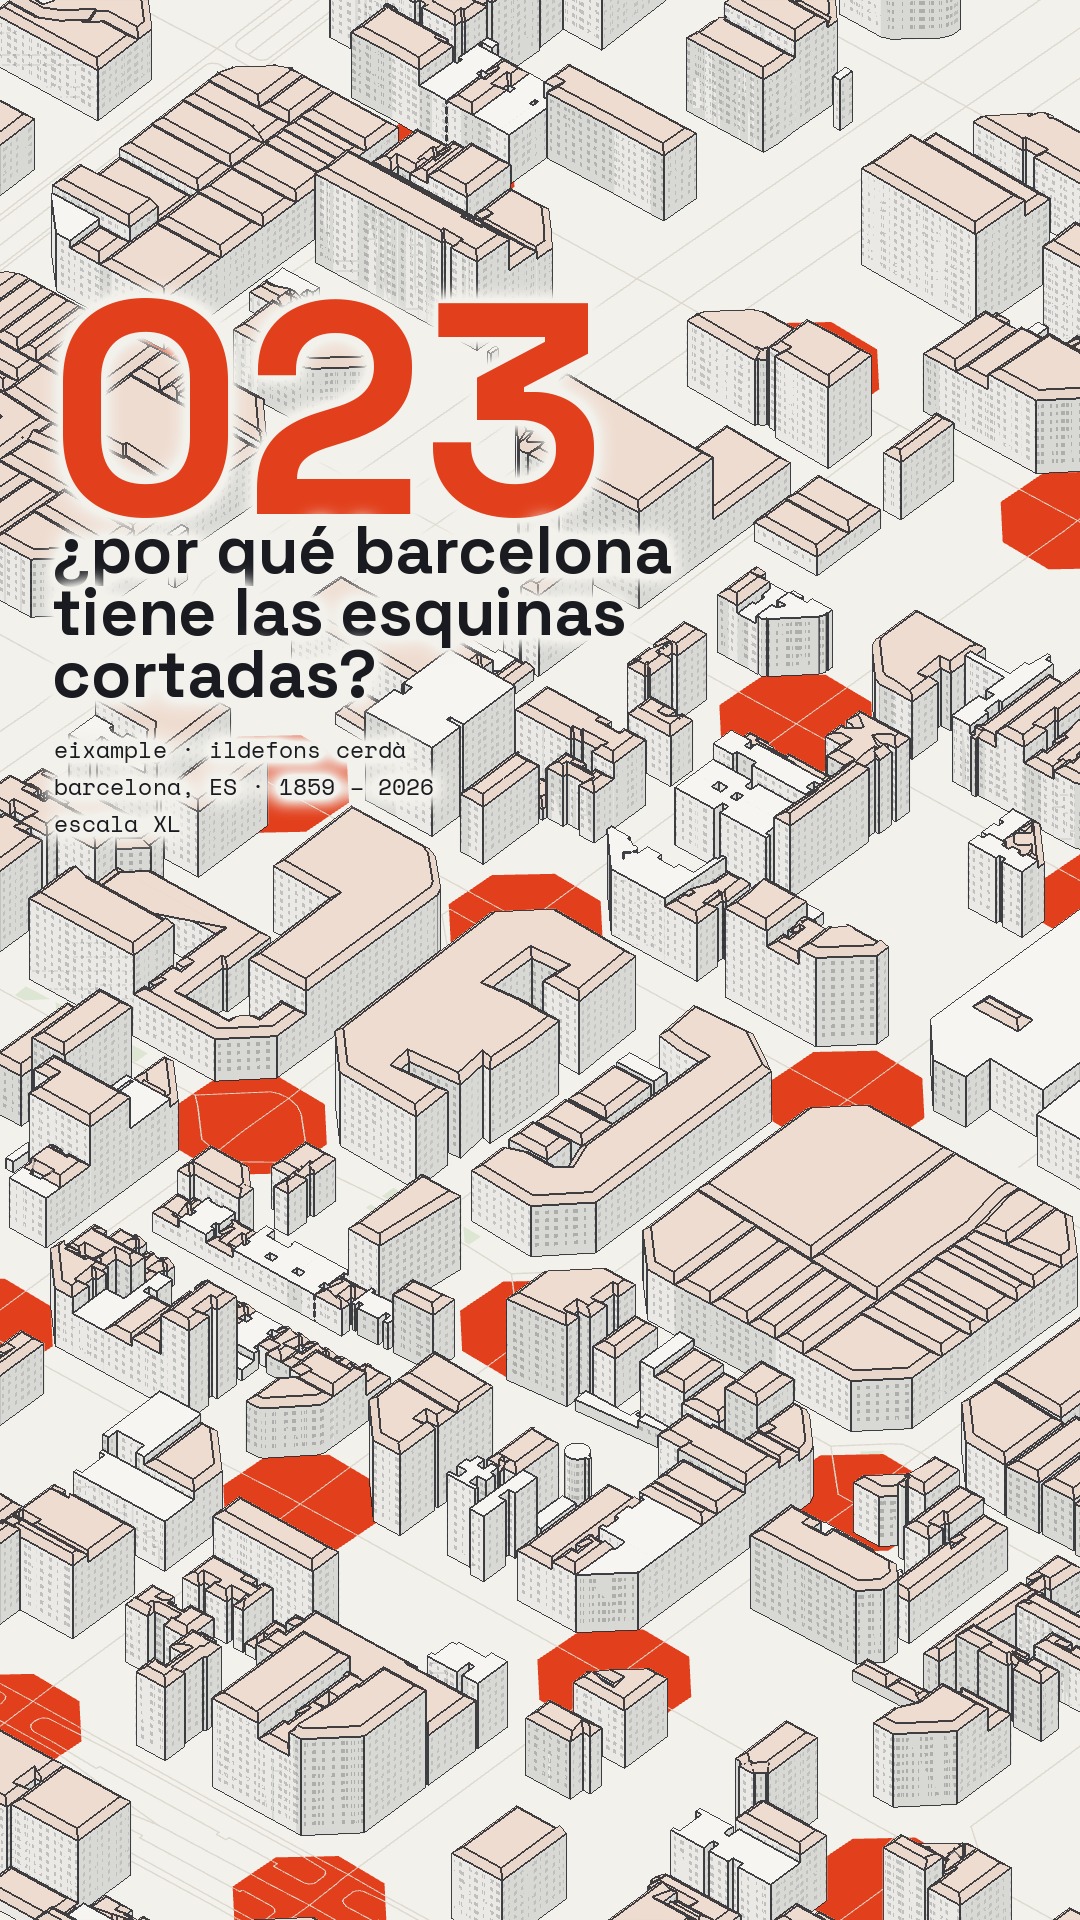 023
¿por qué barcelona
tiene las esquinas
cortadas?
eixample · ildefons cerdà
barcelona, ES · 1859 – 2026
escala XL